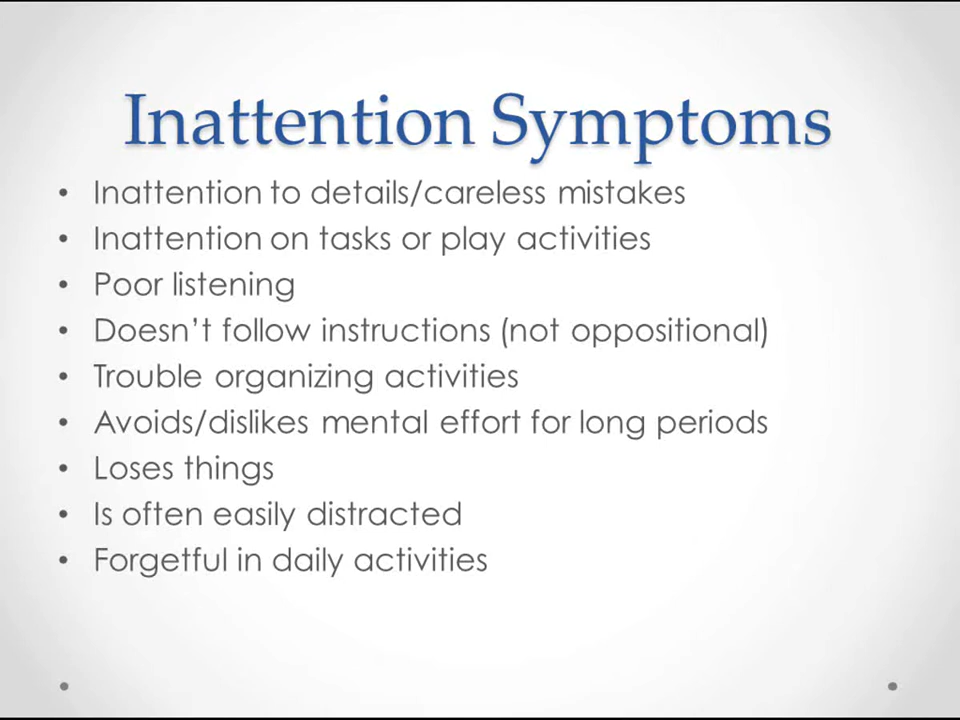 Inattention Symptoms
• Inattention to details/careless mistakes
• Inattention on tasks or play activities
• Poor listening
• Doesn’t follow instructions (not oppositional)
• Trouble organizing activities
• Avoids/dislikes mental effort for long periods
• Loses things
• Is often easily distracted
• Forgetful in daily activities